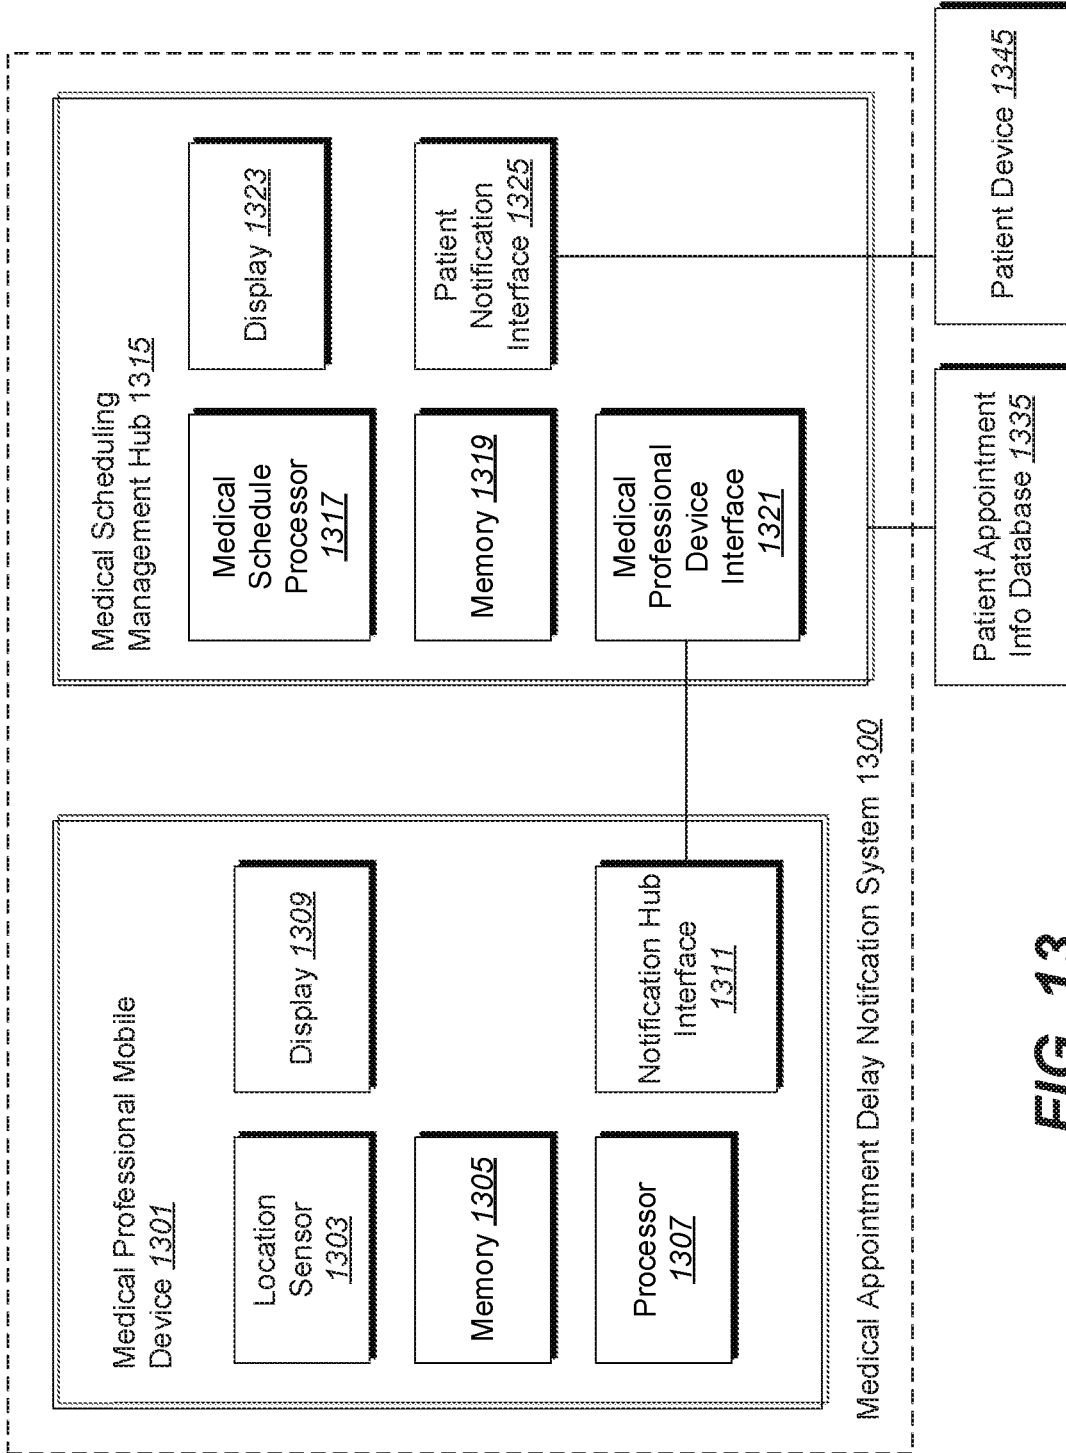 Medical Professional Mobile
Device 1301
Location
Sensor
1303
Display 1309
Memory 1305
Processor
1307
Notification Hub
Interface
1311
Medical Scheduling
Management Hub 1315
Medical
Schedule
Processor
1317
Display 1323
Memory 1319
Patient
Notification
Interface 1325
Medical
Professional
Device
Interface
1321
Medical Appointment Delay Notifcation System 1300
Patient Appointment
Info Database 1335
Patient Device 1345
FIG. 13